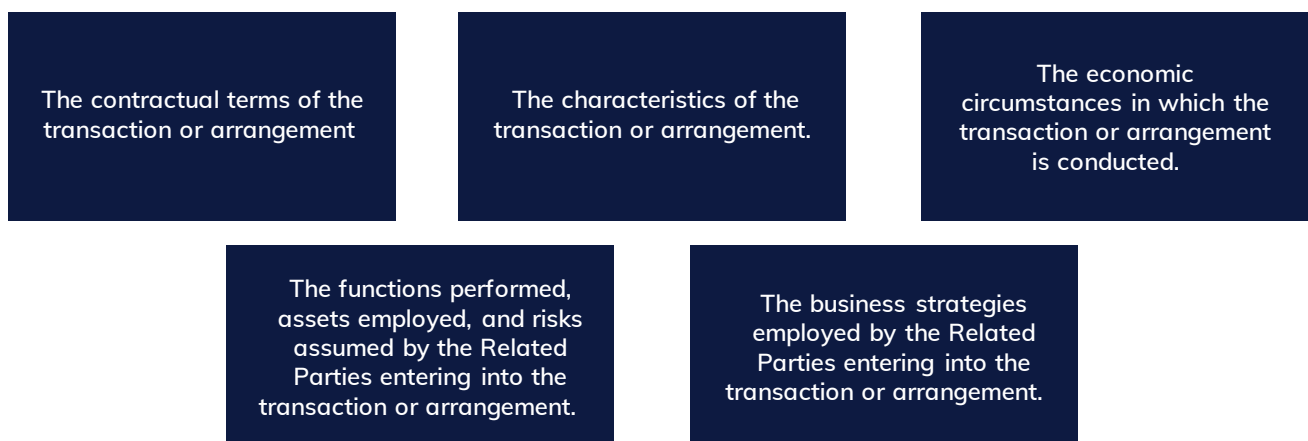 The contractual terms of the
transaction or arrangement
The characteristics of the
transaction or arrangement.
The economic
circumstances in which the
transaction or arrangement
is conducted.
The functions performed,
assets employed, and risks
assumed by the Related
Parties entering into the
transaction or arrangement.
The business strategies
employed by the Related
Parties entering into the
transaction or arrangement.